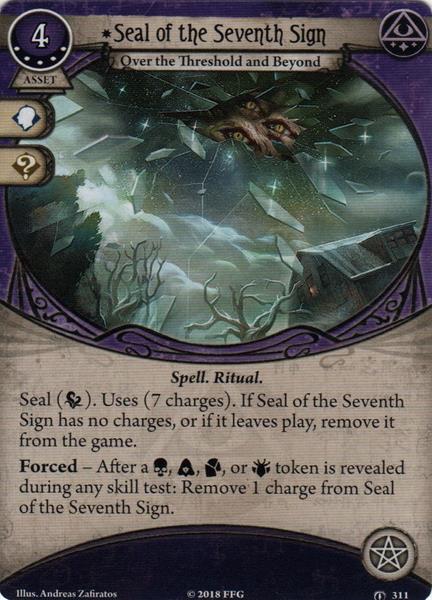 4
Seal of the Seventh Sign
ASSET
Over the Threshold and Beyond
?
Spell. Ritual.
Seal ( ). Uses (7 charges). If Seal of the Seventh
Sign has no charges, or if it leaves play, remove it
from the game.
Forced – After a , , , or token is revealed
during any skill test: Remove 1 charge from Seal
of the Seventh Sign.
Illus. Andreas Zafiratos
© 2018 FFG
311